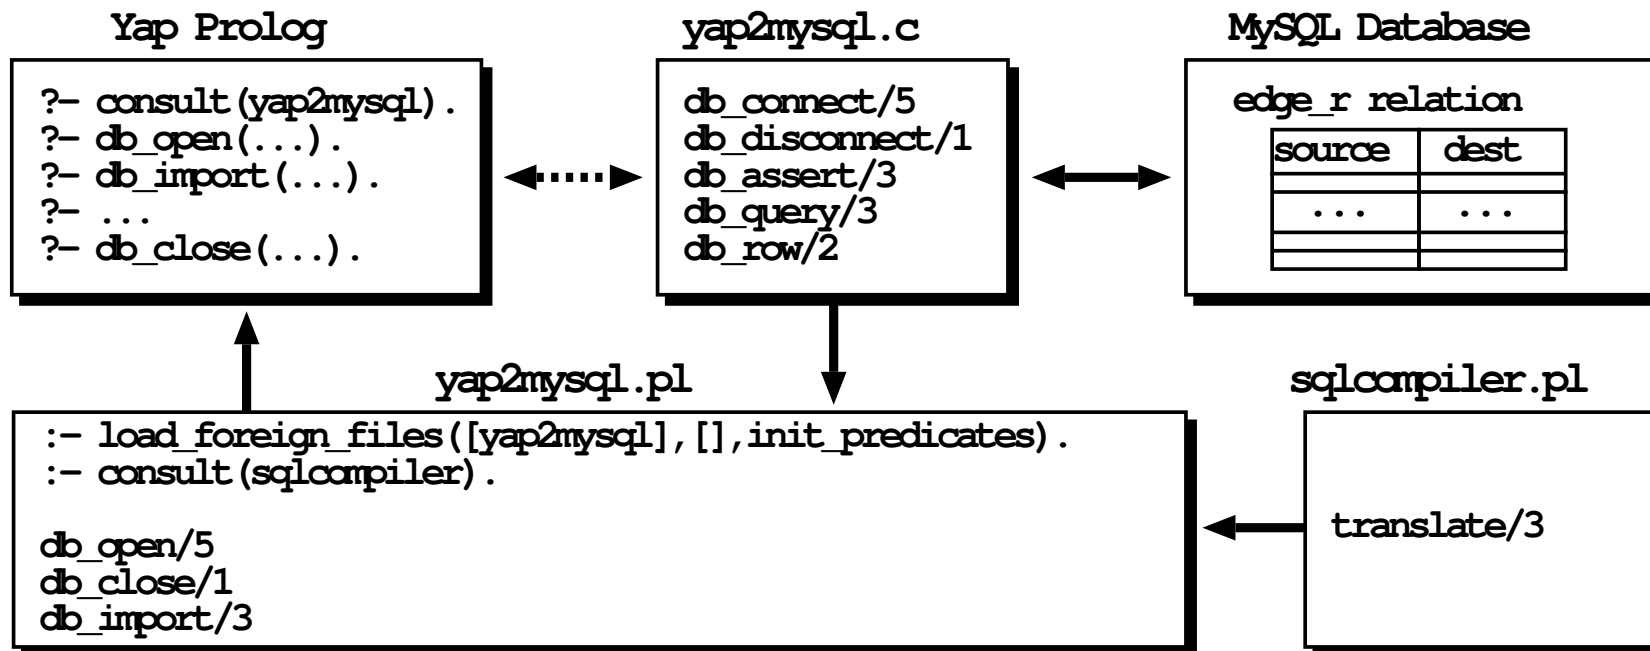 Yap Prolog
?- consult(yap2mysql).
?- db_open(...).
?- db_import(...).
?- ...
?- db_close(...).
yap2mysql.c
db_connect/5
db_disconnect/1
db_assert/3
db_query/3
db_row/2
MySQL Database
edge_r relation
source dest
... ...
yap2mysql.pl
:- load_foreign_files([yap2mysql],[],init_predicates).
:- consult(sqlcompiler).
db_open/5
db_close/1
db_import/3
sqlcompiler.pl
translate/3